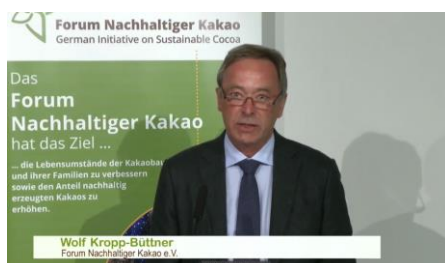 Forum Nachhaltiger Kakao
German Initiative on Sustainable Cocoa
Das
Forum
Nachhaltiger Kakao
hat das Ziel ...
... die Lebensumstände der Kakaobau
und ihrer Familien zu verbessern
sowie den Anteil nachhaltig
erzeugten Kakaos zu
erhöhen.
Wolf Kropp-Büttner
Forum Nachhaltiger Kakao e.V.